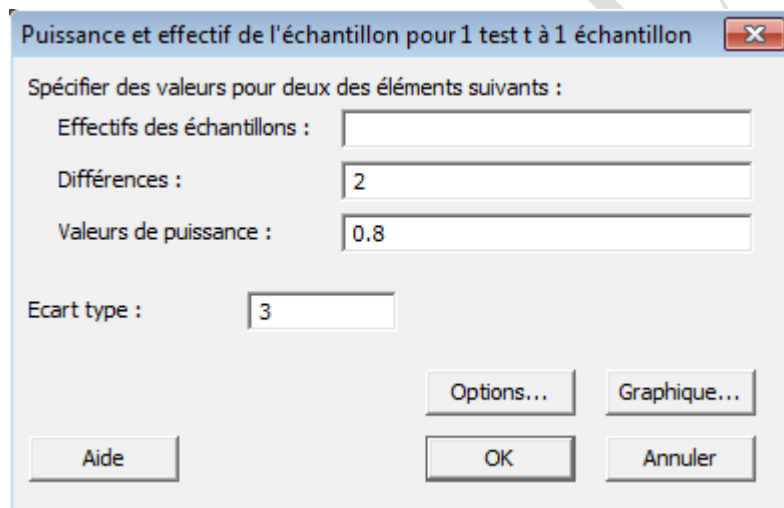 Puissance et effectif de l'échantillon pour 1 test t à 1 échantillon
Spécifier des valeurs pour deux des éléments suivants :
Effectifs des échantillons :
Différences : 2
Valeurs de puissance : 0.8
Ecart type : 3
Options... Graphique...
Aide OK Annuler